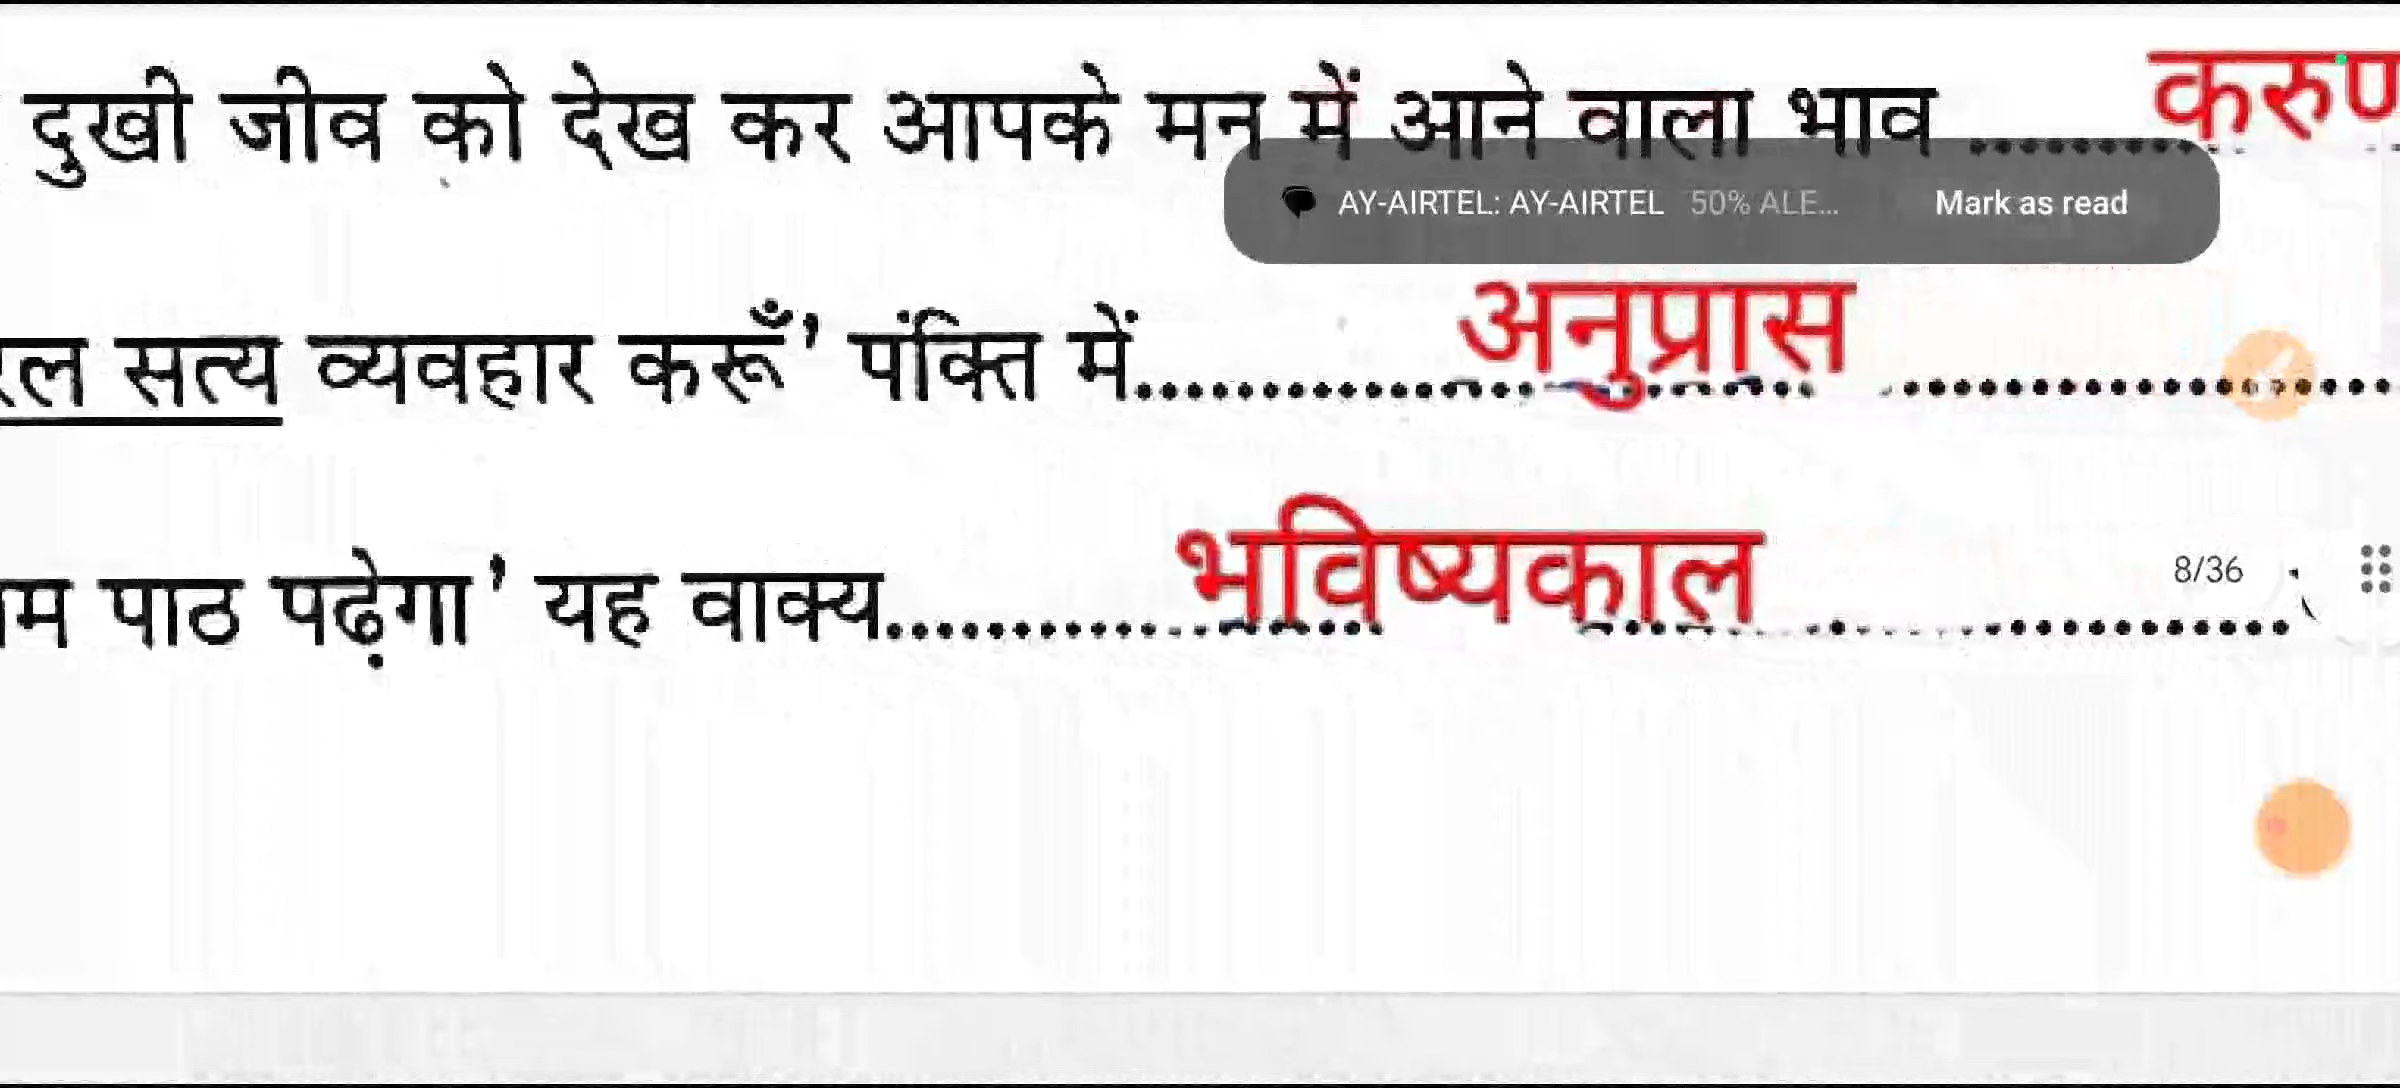 दुखी जीव को देख कर आपके मन में आने वाला भाव ..........
AY-AIRTEL: AY-AIRTEL 50% ALE... Mark as read
सत्य व्यवहार करूँ’ पंक्ति में.................. अनुप्रास ....................
पाठ पढ़ेगा’ यह वाक्य.............. भविष्यकाल ....................
8/36